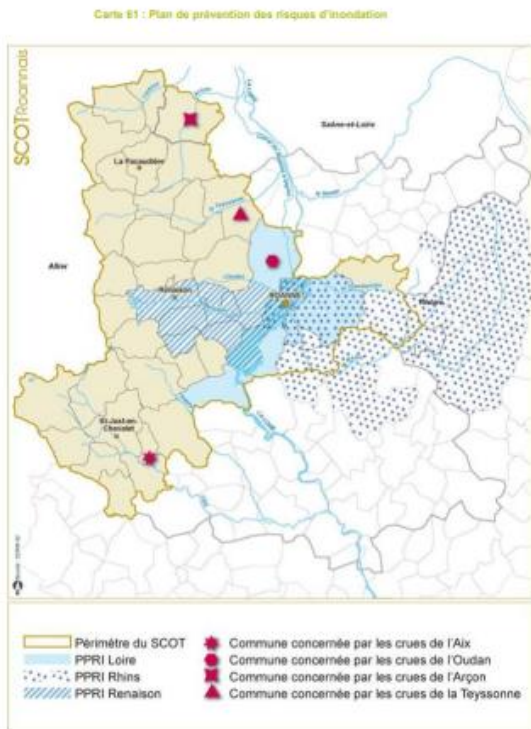 Carte E1 : Plan de prévention des risques d'inondation
SCOTRoannais
Saône-et-Loire
La Pacaudière
Allier
Renaison
ROANNE
St-Just-en-Chevalet
Périmètre du SCOT
PPRI Loire
PPRI Rhins
PPRI Renaison
Commune concernée par les crues de l'Aix
Commune concernée par les crues de l'Oudan
Commune concernée par les crues de l'Arçon
Commune concernée par les crues de la Teyssonne